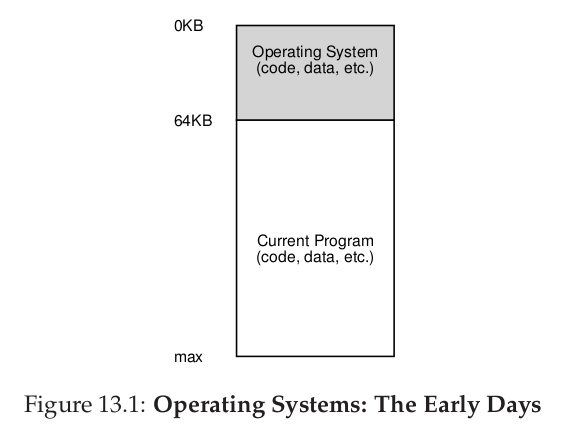 0KB
Operating System
(code, data, etc.)
64KB
Current Program
(code, data, etc.)
max
Figure 13.1: Operating Systems: The Early Days